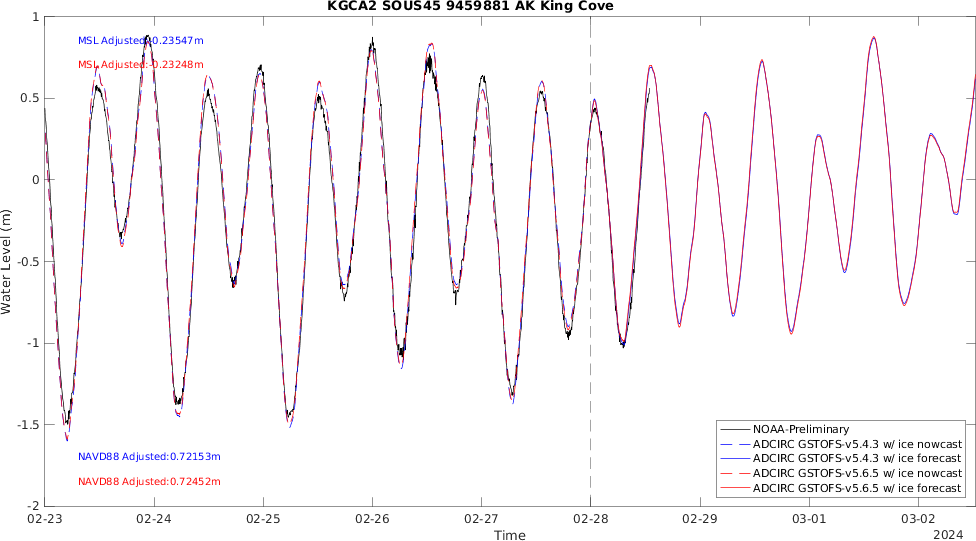 KGCA2 SOUS45 9459881 AK King Cove
1
MSL Adjusted:-0.23547m
MSL Adjusted:-0.23248m
0.5
0
-0.5
-1
-1.5
-2
Water Level (m)
NAVD88 Adjusted:0.72153m
NAVD88 Adjusted:0.72452m
NOAA-Preliminary
ADCIRC GSTOFS-v5.4.3 w/ ice nowcast
ADCIRC GSTOFS-v5.4.3 w/ ice forecast
ADCIRC GSTOFS-v5.6.5 w/ ice nowcast
ADCIRC GSTOFS-v5.6.5 w/ ice forecast
02-23 02-24 02-25 02-26 02-27 02-28 02-29 03-01 03-02
Time
2024